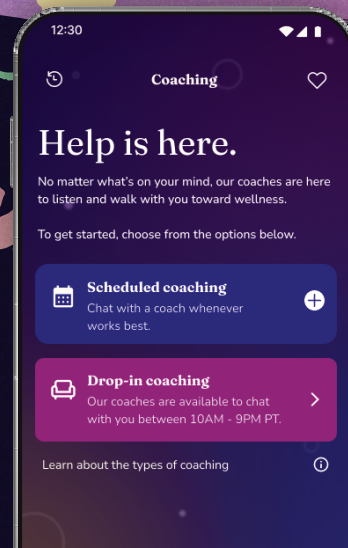 12:30
Coaching
Help is here.
No matter what's on your mind, our coaches are here
to listen and walk with you toward wellness.
To get started, choose from the options below.
Scheduled coaching
Chat with a coach whenever
works best.
Drop-in coaching
Our coaches are available to chat
with you between 10AM - 9PM PT.
Learn about the types of coaching